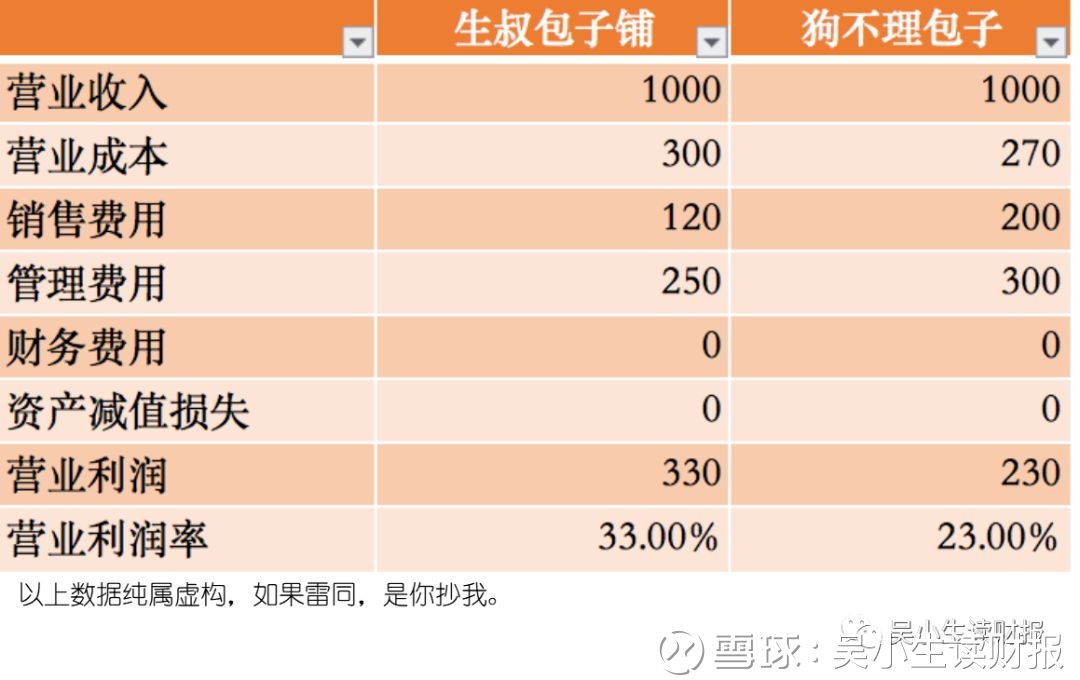 生叔包子铺 狗不理包子
营业收入 1000 1000
营业成本 300 270
销售费用 120 200
管理费用 250 300
财务费用 0 0
资产减值损失 0 0
营业利润 330 230
营业利润率 33.00% 23.00%
以上数据纯属虚构，如果雷同，是你抄我。
吴小生读财报
雪球：吴小生读财报